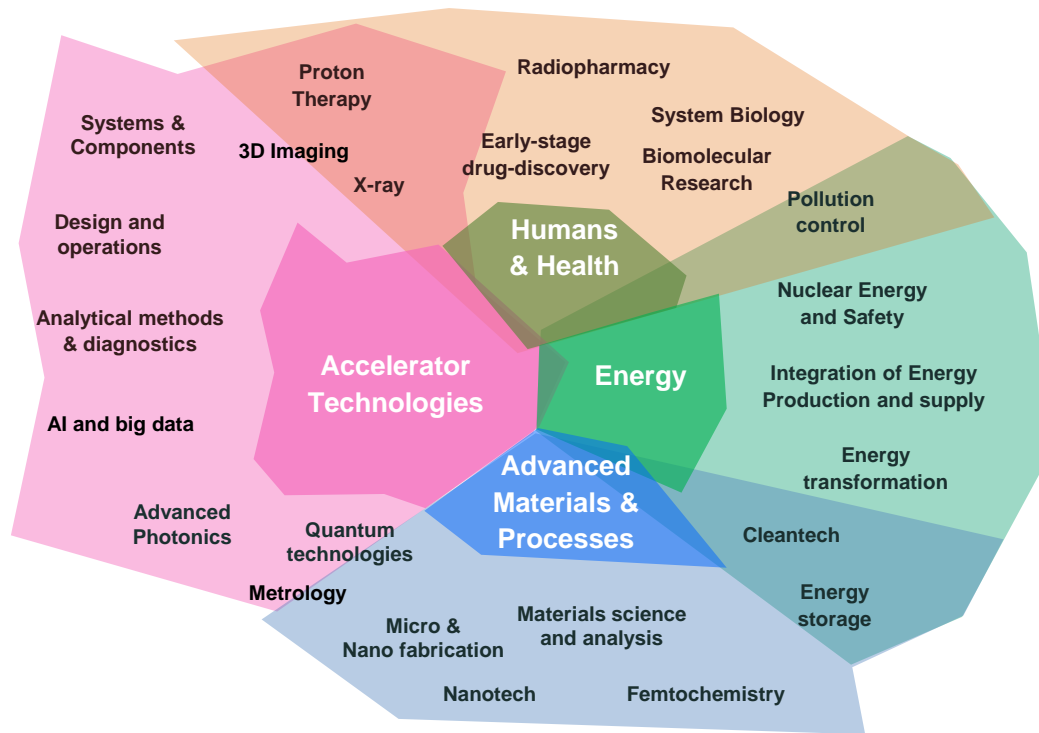 Proton
Therapy
Radiopharmacy
Systems &
Components
3D Imaging
X-ray
Early-stage
drug-discovery
System Biology
Biomolecular
Research
Pollution
control
Design and
operations
Humans
& Health
Nuclear Energy
and Safety
Analytical methods
& diagnostics
Accelerator
Technologies
Energy
Integration of Energy
Production and supply
AI and big data
Energy
transformation
Advanced
Materials &
Processes
Advanced
Photonics
Quantum
technologies
Cleantech
Metrology
Energy
storage
Micro &
Nano fabrication
Materials science
and analysis
Nanotech
Femtochemistry